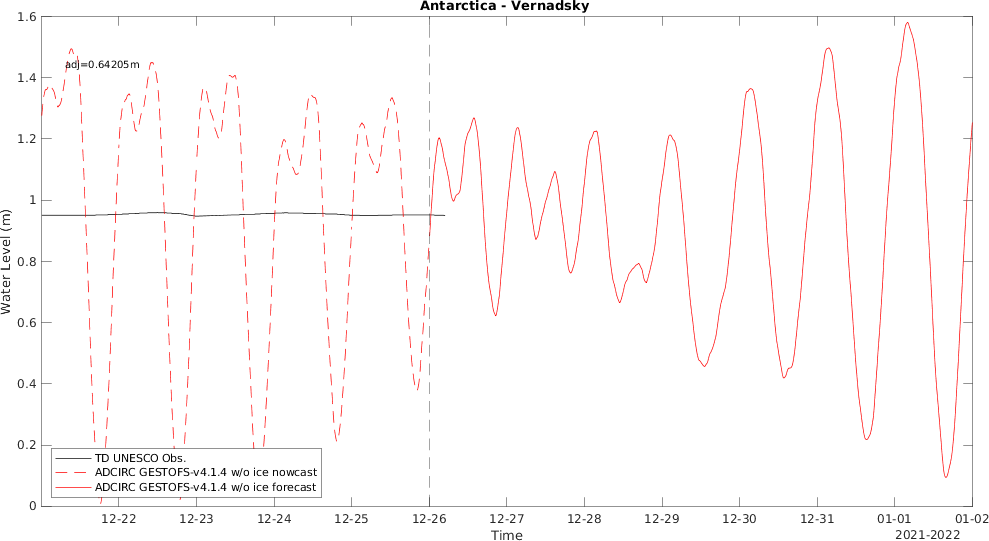 Antarctica - Vernadsky
adj=0.64205m
1.6
1.4
1.2
1
0.8
0.6
0.4
0.2
0
Water Level (m)
TD UNESCO Obs.
ADCIRC GESTOFS-v4.1.4 w/o ice nowcast
ADCIRC GESTOFS-v4.1.4 w/o ice forecast
12-22 12-23 12-24 12-25 12-26 12-27 12-28 12-29 12-30 12-31 01-01 01-02
Time
2021-2022